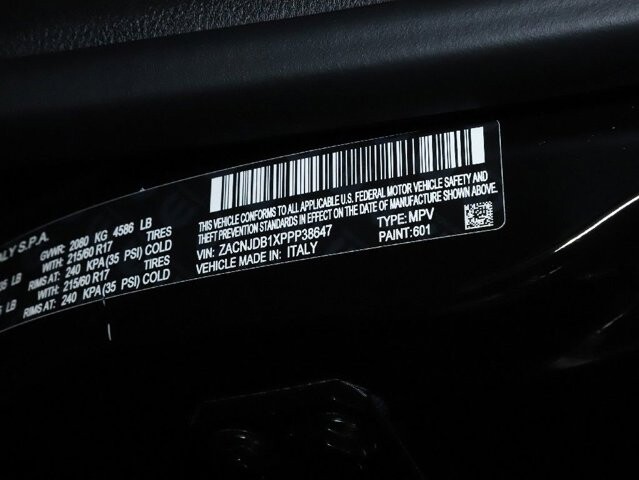 ALY S.P.A.
GVWR: 2080 KG 4586 LB
LB WITH: 215/60 R17 TIRES
RIMS AT: 240 KPA(35 PSI) COLD
LB WITH: 215/60 R17 TIRES
RIMS AT: 240 KPA(35 PSI) COLD
THIS VEHICLE CONFORMS TO ALL APPLICABLE U.S. FEDERAL MOTOR VEHICLE SAFETY AND
THEFT PREVENTION STANDARDS IN EFFECT ON THE DATE OF MANUFACTURE SHOWN ABOVE.
VIN: ZACNJDB1XPPP38647 TYPE: MPV
VEHICLE MADE IN: ITALY PAINT: 601